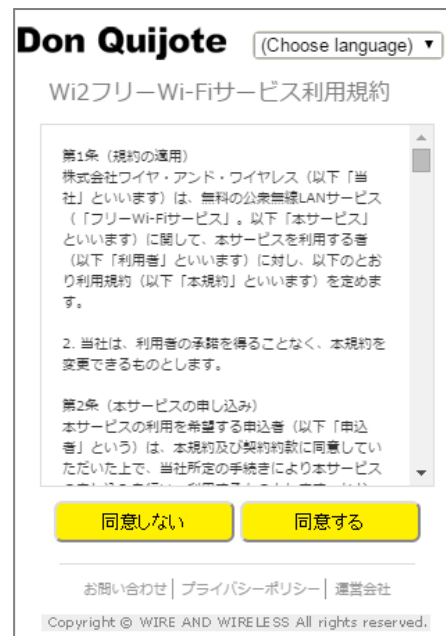 Don Quijote (Choose language) ▼
Wi2フリーWi-Fiサービス利用規約
第1条（規約の適用）
株式会社ワイヤ・アンド・ワイヤレス（以下「当
社」といいます）は、無料の公衆無線LANサービス
（「フリーWi-Fiサービス」。以下「本サービス」
といいます）に関して、本サービスを利用する者
（以下「利用者」といいます）に対し、以下のとお
り利用規約（以下「本規約」といいます）を定めま
す。
2. 当社は、利用者の承諾を得ることなく、本規約を
変更できるものとします。
第2条（本サービスの申し込み）
本サービスの利用を希望する申込者（以下「申込
者」という）は、本規約及び契約約款に同意してい
ただいた上で、当社所定の手続きにより本サービス
同意しない 同意する
お問い合わせ│ プライバシーポリシー│ 運営会社
Copyright @ WIRE AND WIRELESS All rights reserved.